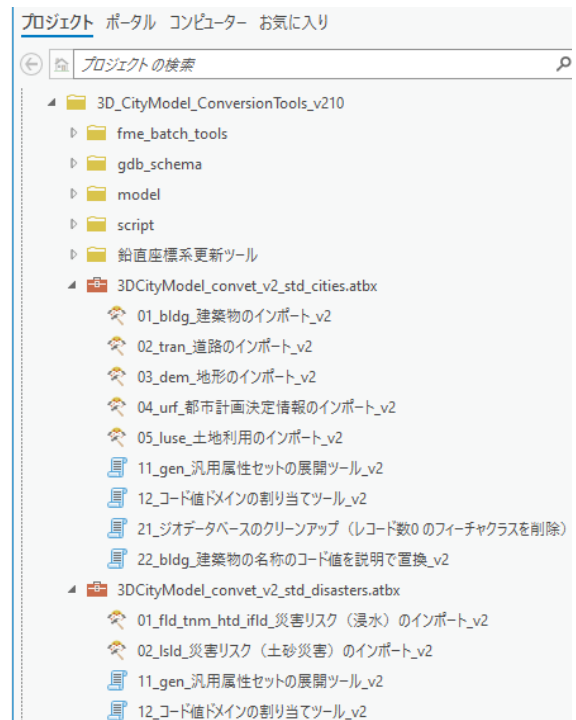 プロジェクト ポータル コンピューター お気に入り
プロジェクトの検索
3D_CityModel_ConversionTools_v210
fme_batch_tools
gdb_schema
model
script
鉛直座標系更新ツール
3DCityModel_convet_v2_std_cities.atbx
01_bldg_建築物のインポート_v2
02_tran_道路のインポート_v2
03_dem_地形のインポート_v2
04_urf_都市計画決定情報のインポート_v2
05_luse_土地利用のインポート_v2
11_gen_汎用属性セットの展開ツール_v2
12_コード値ドメインの割り当てツール_v2
21_ジオデータベースのクリーンアップ（レコード数0 のフィーチャクラスを削除）
22_bldg_建築物の名称のコード値を説明で置換_v2
3DCityModel_convet_v2_std_disasters.atbx
01_fld_tnm_htd_ifld_災害リスク（浸水）のインポート_v2
02_lsld_災害リスク（土砂災害）のインポート_v2
11_gen_汎用属性セットの展開ツール_v2
12_コード値ドメインの割り当てツール_v2